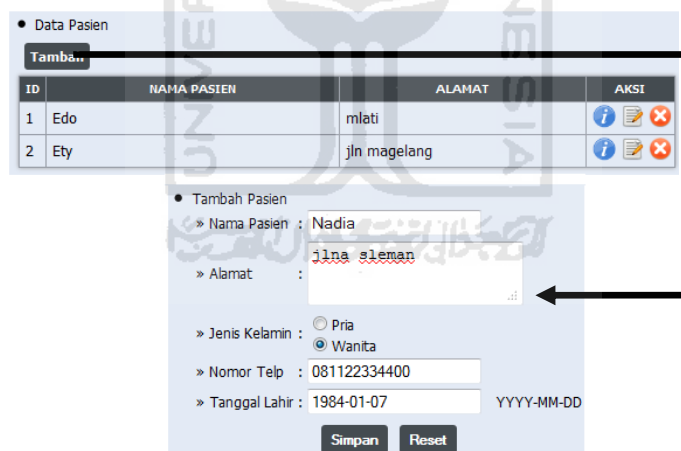 Data Pasien
Tambah
ID NAMA PASIEN ALAMAT AKSI
1 Edo mlati
2 Ety jln magelang
Tambah Pasien
» Nama Pasien : Nadia
» Alamat : jlna sleman
» Jenis Kelamin : Pria
Wanita
» Nomor Telp : 081122334400
» Tanggal Lahir : 1984-01-07 YYYY-MM-DD
Simpan Reset